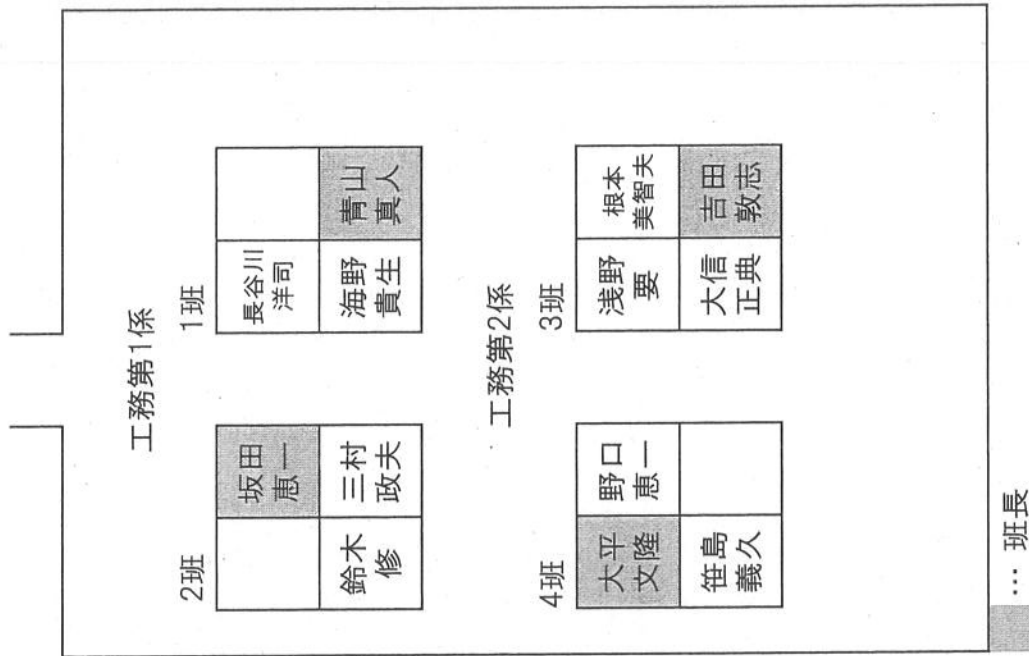 工務第1係
2班
坂田
恵一
鈴木
修
三村
政夫
1班
長谷川
洋司
海野
貴生
青山
真人
工務第2係
4班
大平
文隆
野口
恵一
笹島
義久
3班
浅野
要
根本
美智夫
大信
正典
吉田
敦志
… 班長